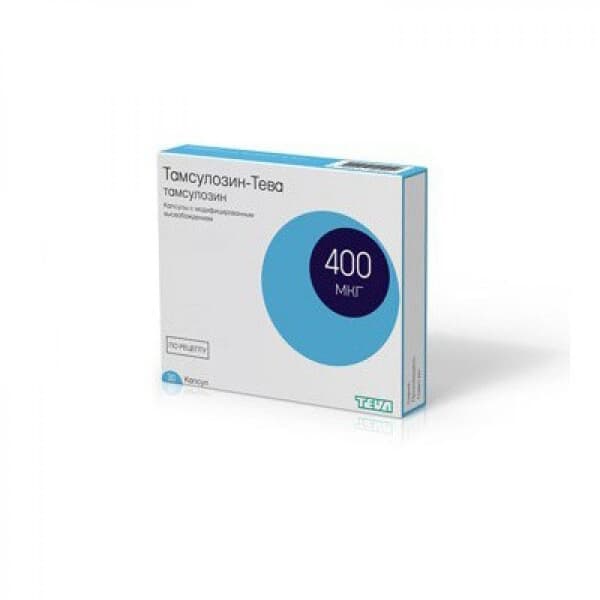 Тамсулозин-Тева
тамсулозин
Капсулы с модифицированным
высвобождением
400
мкг
ПО РЕЦЕПТУ
30 Капсул
TEVA